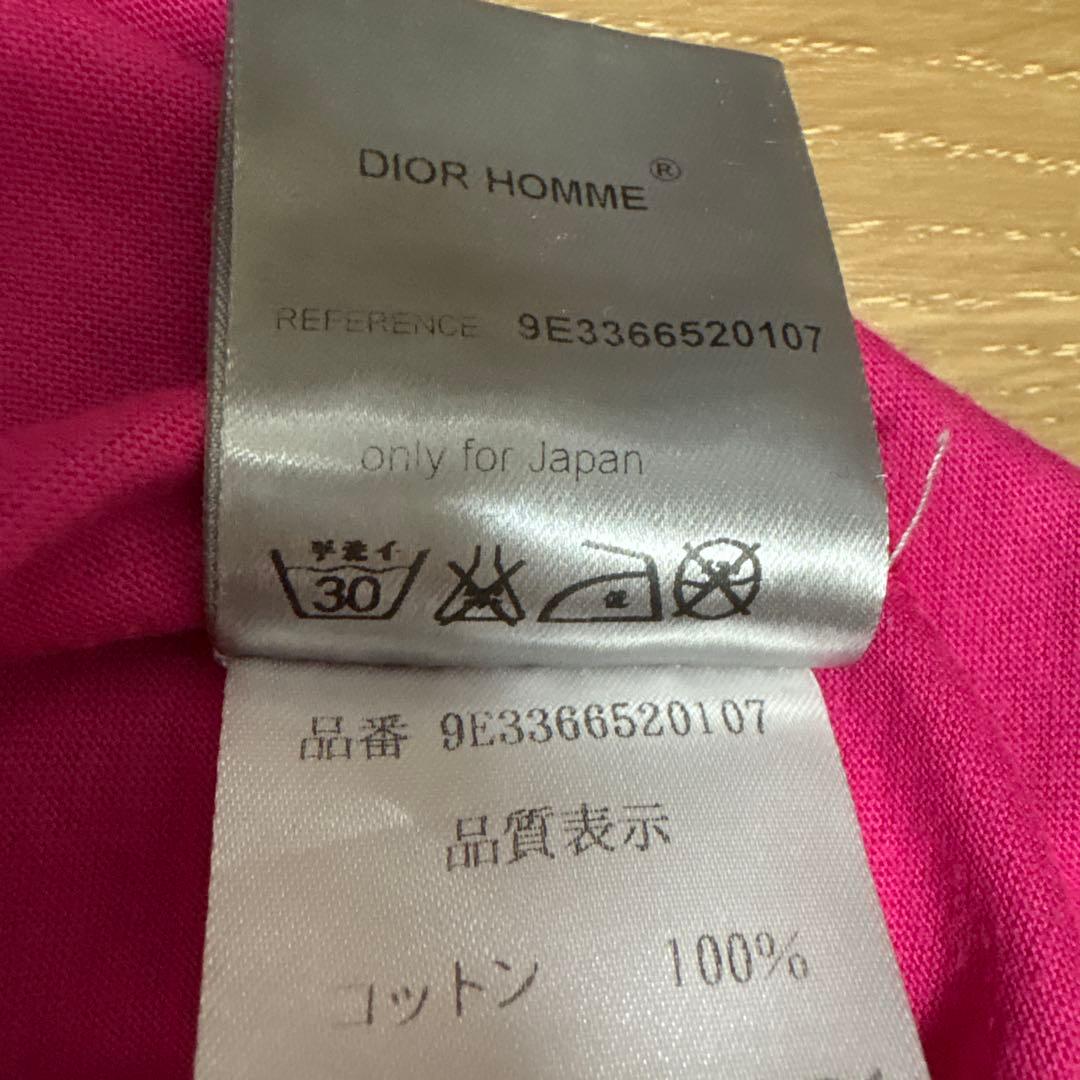 DIOR HOMME®
REFERENCE 9E3366520107
only for Japan
手洗イ
30
品番 9E3366520107
品質表示
コットン 100%